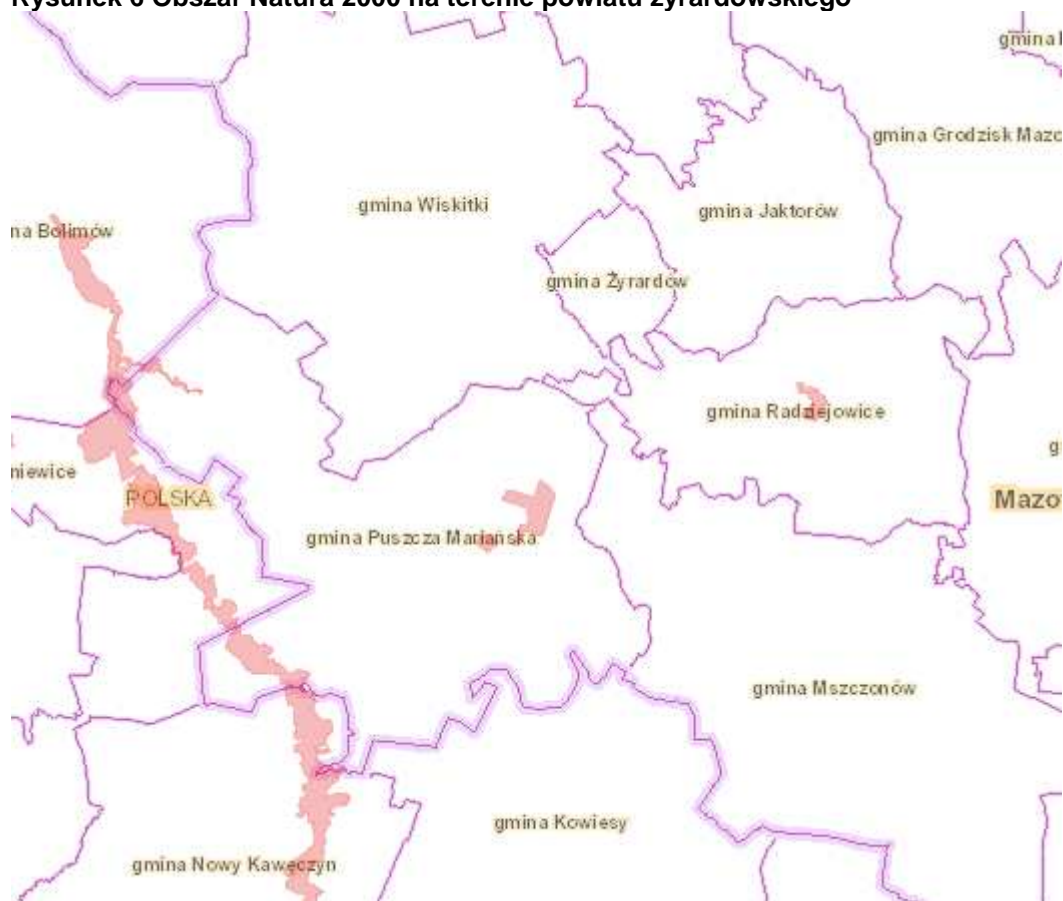 Rysunek 6 Obszar Natura 2000 na terenie powiatu żyrardowskiego
gmina
gmina Grodzisk Mazo
gmina Wiskitki
gmina Jaktorów
na Bolimów
gmina Żyrardów
gmina Radziejowice
g
niewice
POLSKA
Mazo
gmina Puszcza Mariańska
gmina Mszczonów
gmina Kowiesy
gmina Nowy Kawęczyn